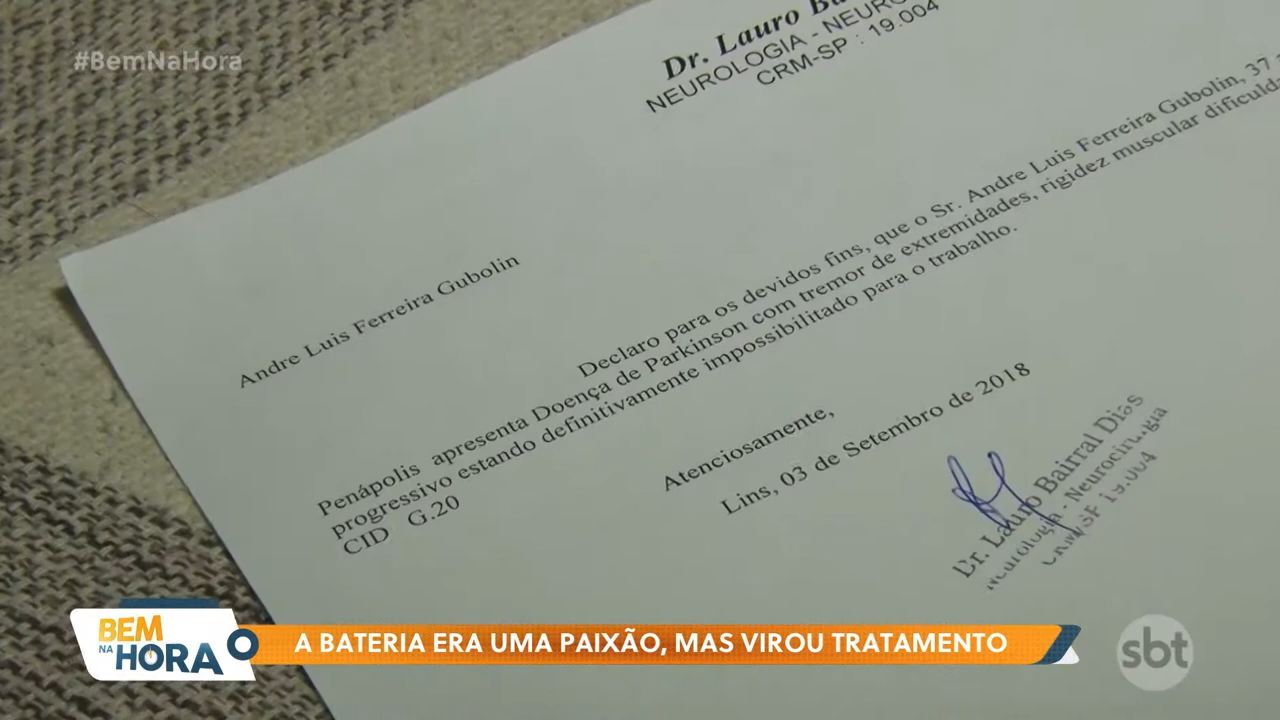 #BemNaHora
Dr. Lauro
NEUROLOGIA - NEURO
CRM-SP : 19.004
Andre Luis Ferreira Gubolin
Declaro para os devidos fins, que o Sr. Andre Luis Ferreira Gubolin, 37
Penápolis apresenta Doença de Parkinson com tremor de extremidades, rigidez muscular dificulda
progressivo estando definitivamente impossibilitado para o trabalho.
CID G.20
Atenciosamente,
Lins, 03 de Setembro de 2018
Dr. Lauro Bairral Dias
Neurologia - Neurocirurgia
CRM/SP 19.004
BEM
NA HORA
A BATERIA ERA UMA PAIXÃO, MAS VIROU TRATAMENTO
sbt